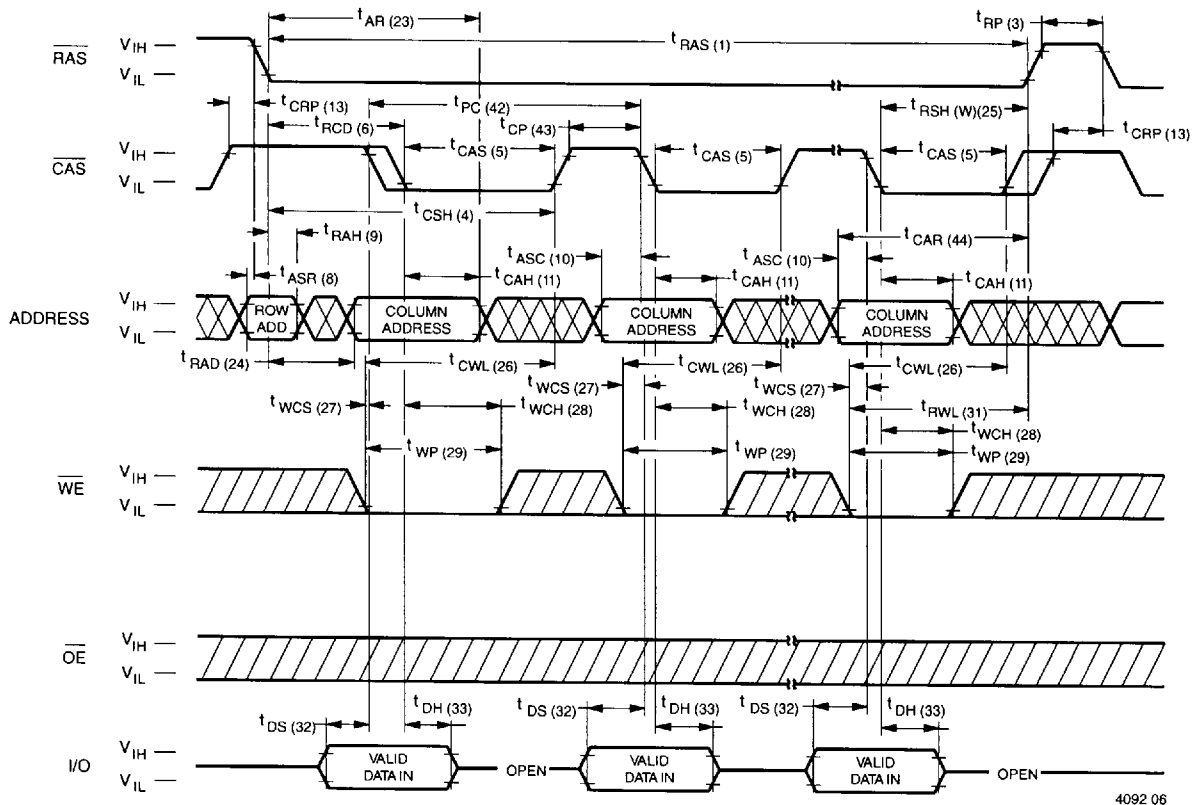 t AR (23)
t RP (3)
RAS
V IH
V IL
t RAS (1)
t CRP (13)
t PC (42)
t RSH (W)(25)
t RCD (6)
t CP (43)
t CRP (13)
CAS
V IH
V IL
t CAS (5)
t CAS (5)
t CAS (5)
t CSH (4)
t RAH (9)
t CAR (44)
t ASC (10)
t ASC (10)
t ASR (8)
t CAH (11)
t CAH (11)
t CAH (11)
ADDRESS
V IH
V IL
ROW ADD
COLUMN ADDRESS
COLUMN ADDRESS
COLUMN ADDRESS
t RAD (24)
t CWL (26)
t CWL (26)
t CWL (26)
t WCS (27)
t WCS (27)
t WCS (27)
t WCH (28)
t WCH (28)
t RWL (31)
t WCH (28)
t WP (29)
t WP (29)
t WP (29)
WE
V IH
V IL
OE
V IH
V IL
t DS (32)
t DH (33)
t DS (32)
t DH (33)
t DS (32)
t DH (33)
I/O
V IH
V IL
VALID DATA IN
OPEN
VALID DATA IN
VALID DATA IN
OPEN
4092 06